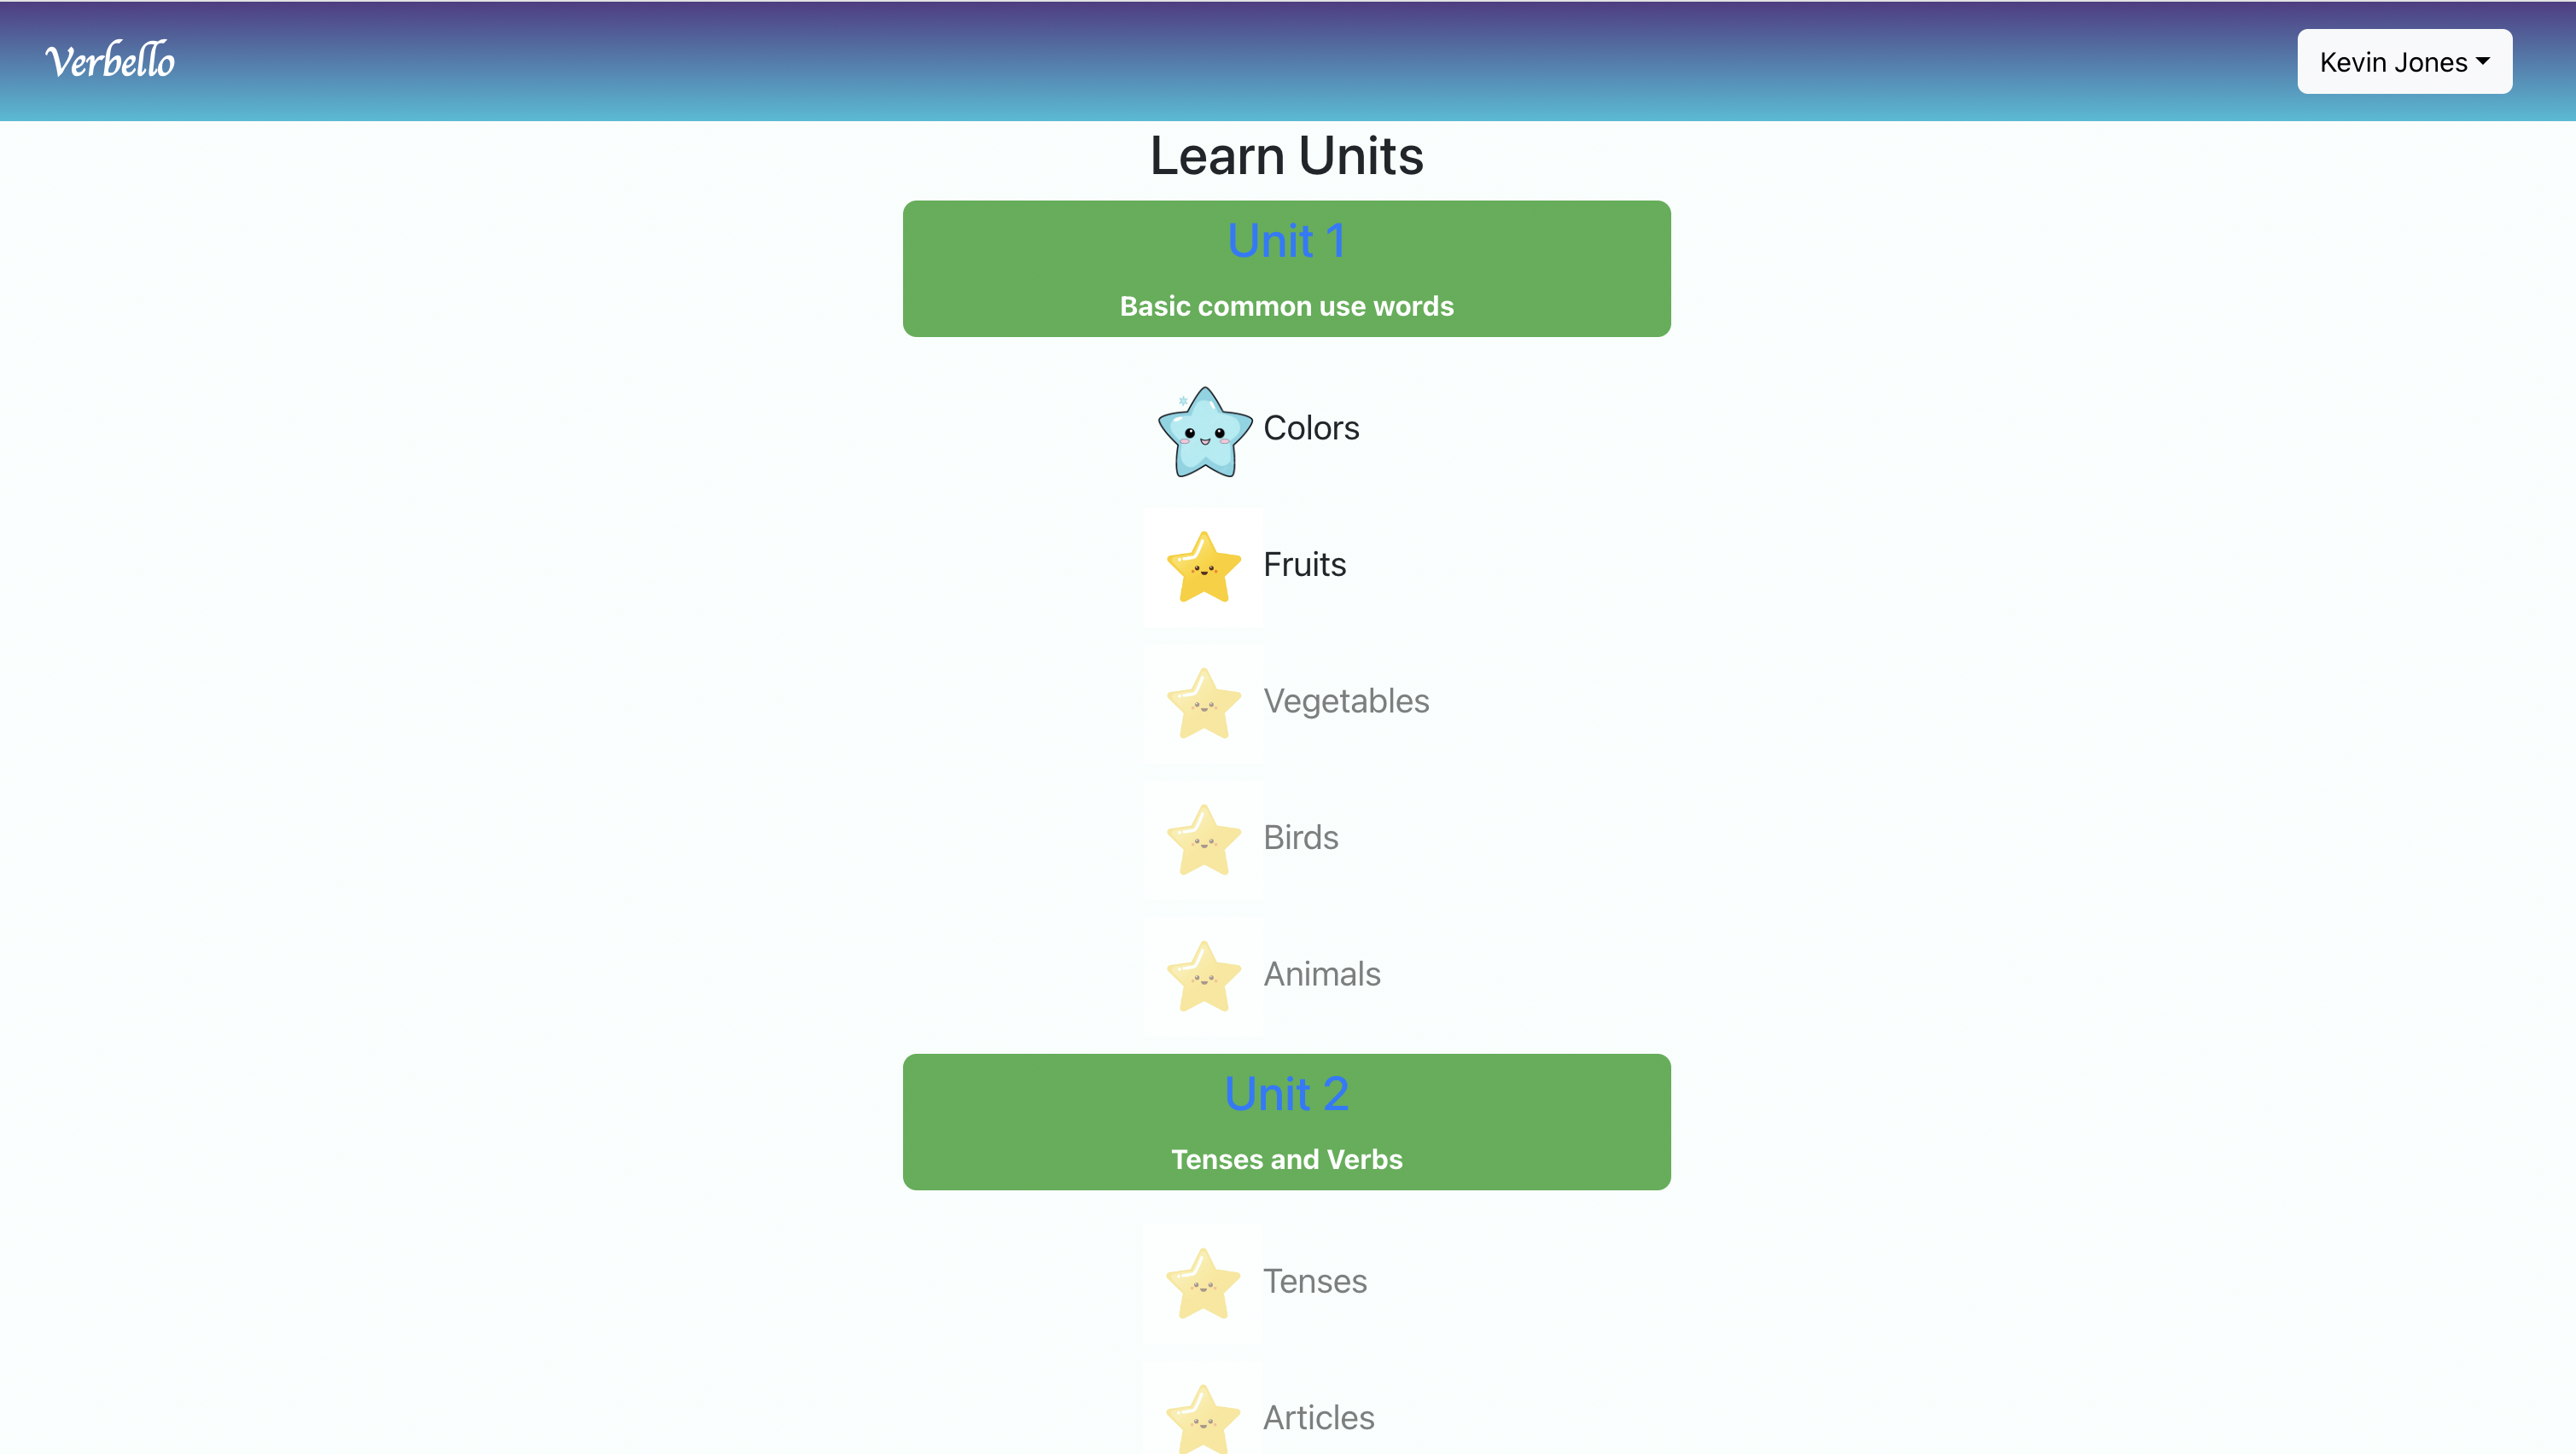 Verbello
Kevin Jones
Learn Units
Unit 1
Basic common use words
Colors
Fruits
Vegetables
Birds
Animals
Unit 2
Tenses and Verbs
Tenses
Articles